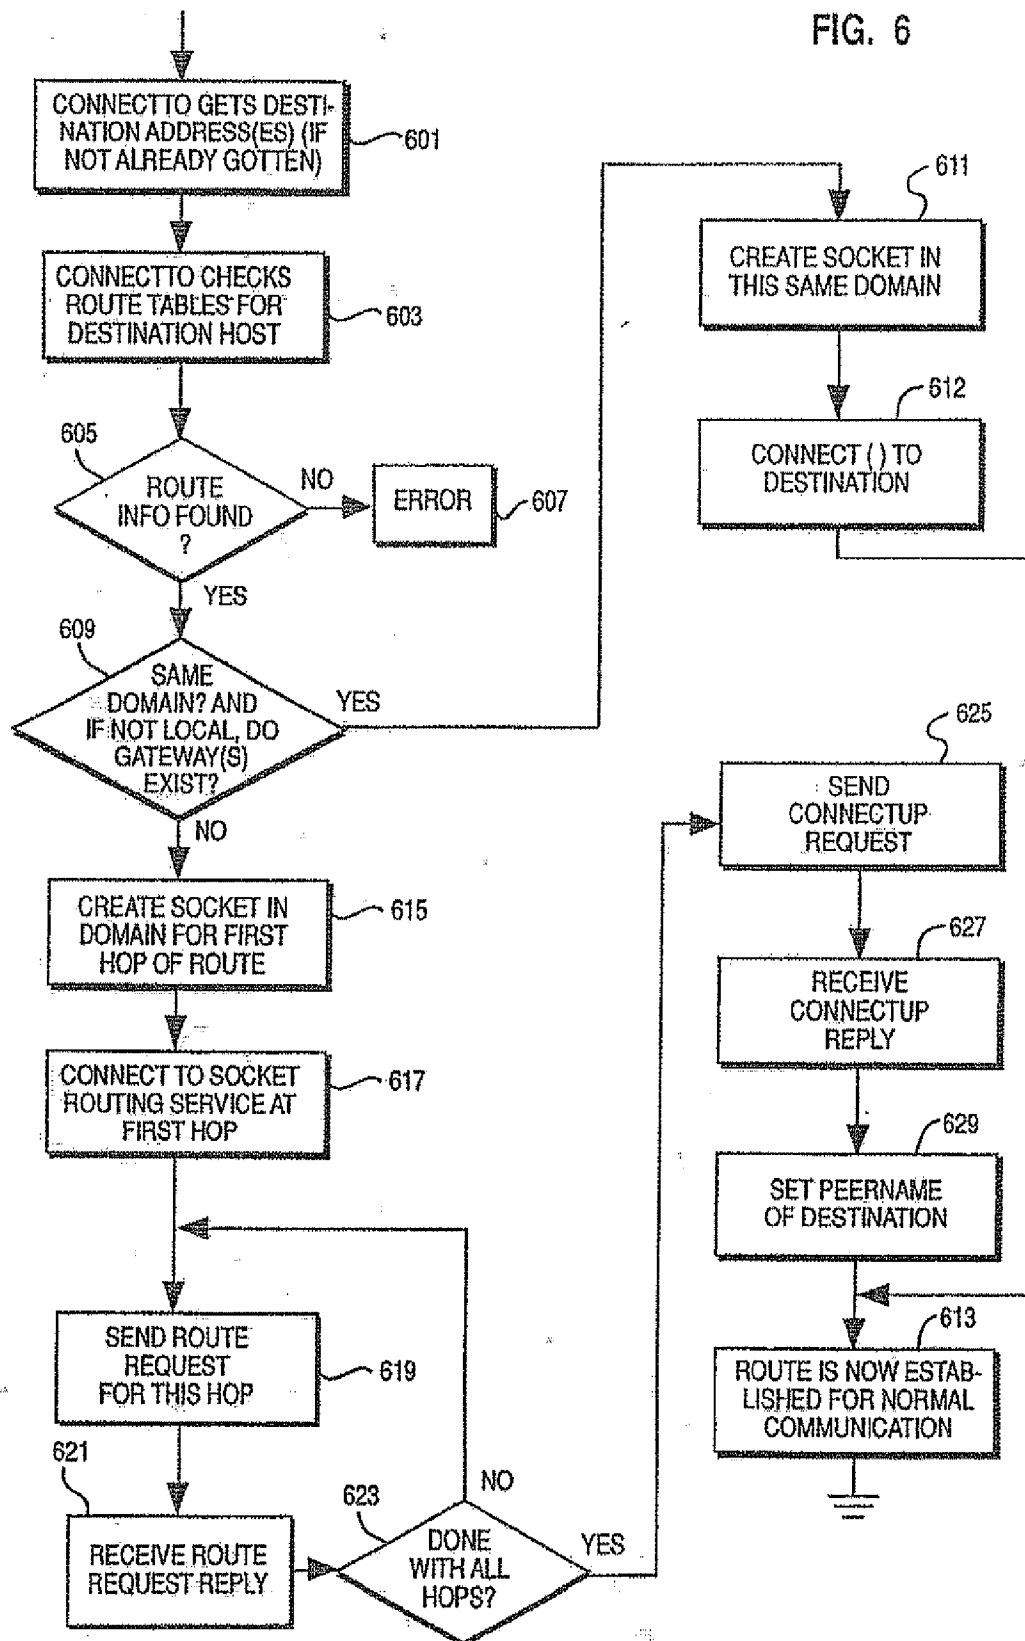 FIG. 6
CONNECTTO GETS DESTI-
NATION ADDRESS(ES) (IF
NOT ALREADY GOTTEN)
601
CONNECTTO CHECKS
ROUTE TABLES FOR
DESTINATION HOST
603
605
ROUTE
INFO FOUND
?
NO
ERROR
607
YES
609
SAME
DOMAIN? AND
IF NOT LOCAL, DO
GATEWAY(S)
EXIST?
YES
NO
611
CREATE SOCKET IN
THIS SAME DOMAIN
612
CONNECT ( ) TO
DESTINATION
CREATE SOCKET IN
DOMAIN FOR FIRST
HOP OF ROUTE
615
CONNECT TO SOCKET
ROUTING SERVICE AT
FIRST HOP
617
SEND ROUTE
REQUEST
FOR THIS HOP
619
621
RECEIVE ROUTE
REQUEST REPLY
623
DONE
WITH ALL
HOPS?
NO
YES
625
SEND
CONNECTUP
REQUEST
627
RECEIVE
CONNECTUP
REPLY
629
SET PEERNAME
OF DESTINATION
613
ROUTE IS NOW ESTAB-
LISHED FOR NORMAL
COMMUNICATION